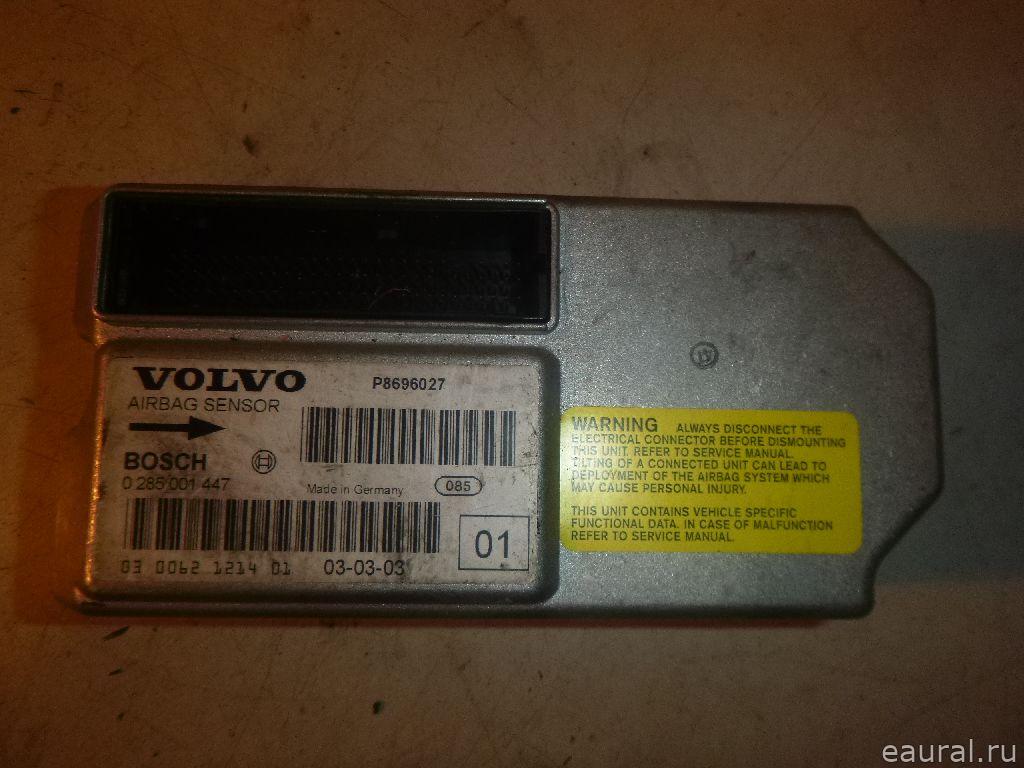 VOLVO
P8696027
AIRBAG SENSOR
BOSCH
0 285 001 447
Made in Germany
085
01
03 0062 1214 01
03-03-03
WARNING ALWAYS DISCONNECT THE
ELECTRICAL CONNECTOR BEFORE DISMOUNTING
THIS UNIT. REFER TO SERVICE MANUAL.
TILTING OF A CONNECTED UNIT CAN LEAD TO
DEPLOYMENT OF THE AIRBAG SYSTEM WHICH
MAY CAUSE PERSONAL INJURY.
THIS UNIT CONTAINS VEHICLE SPECIFIC
FUNCTIONAL DATA. IN CASE OF MALFUNCTION
REFER TO SERVICE MANUAL.
eaural.ru